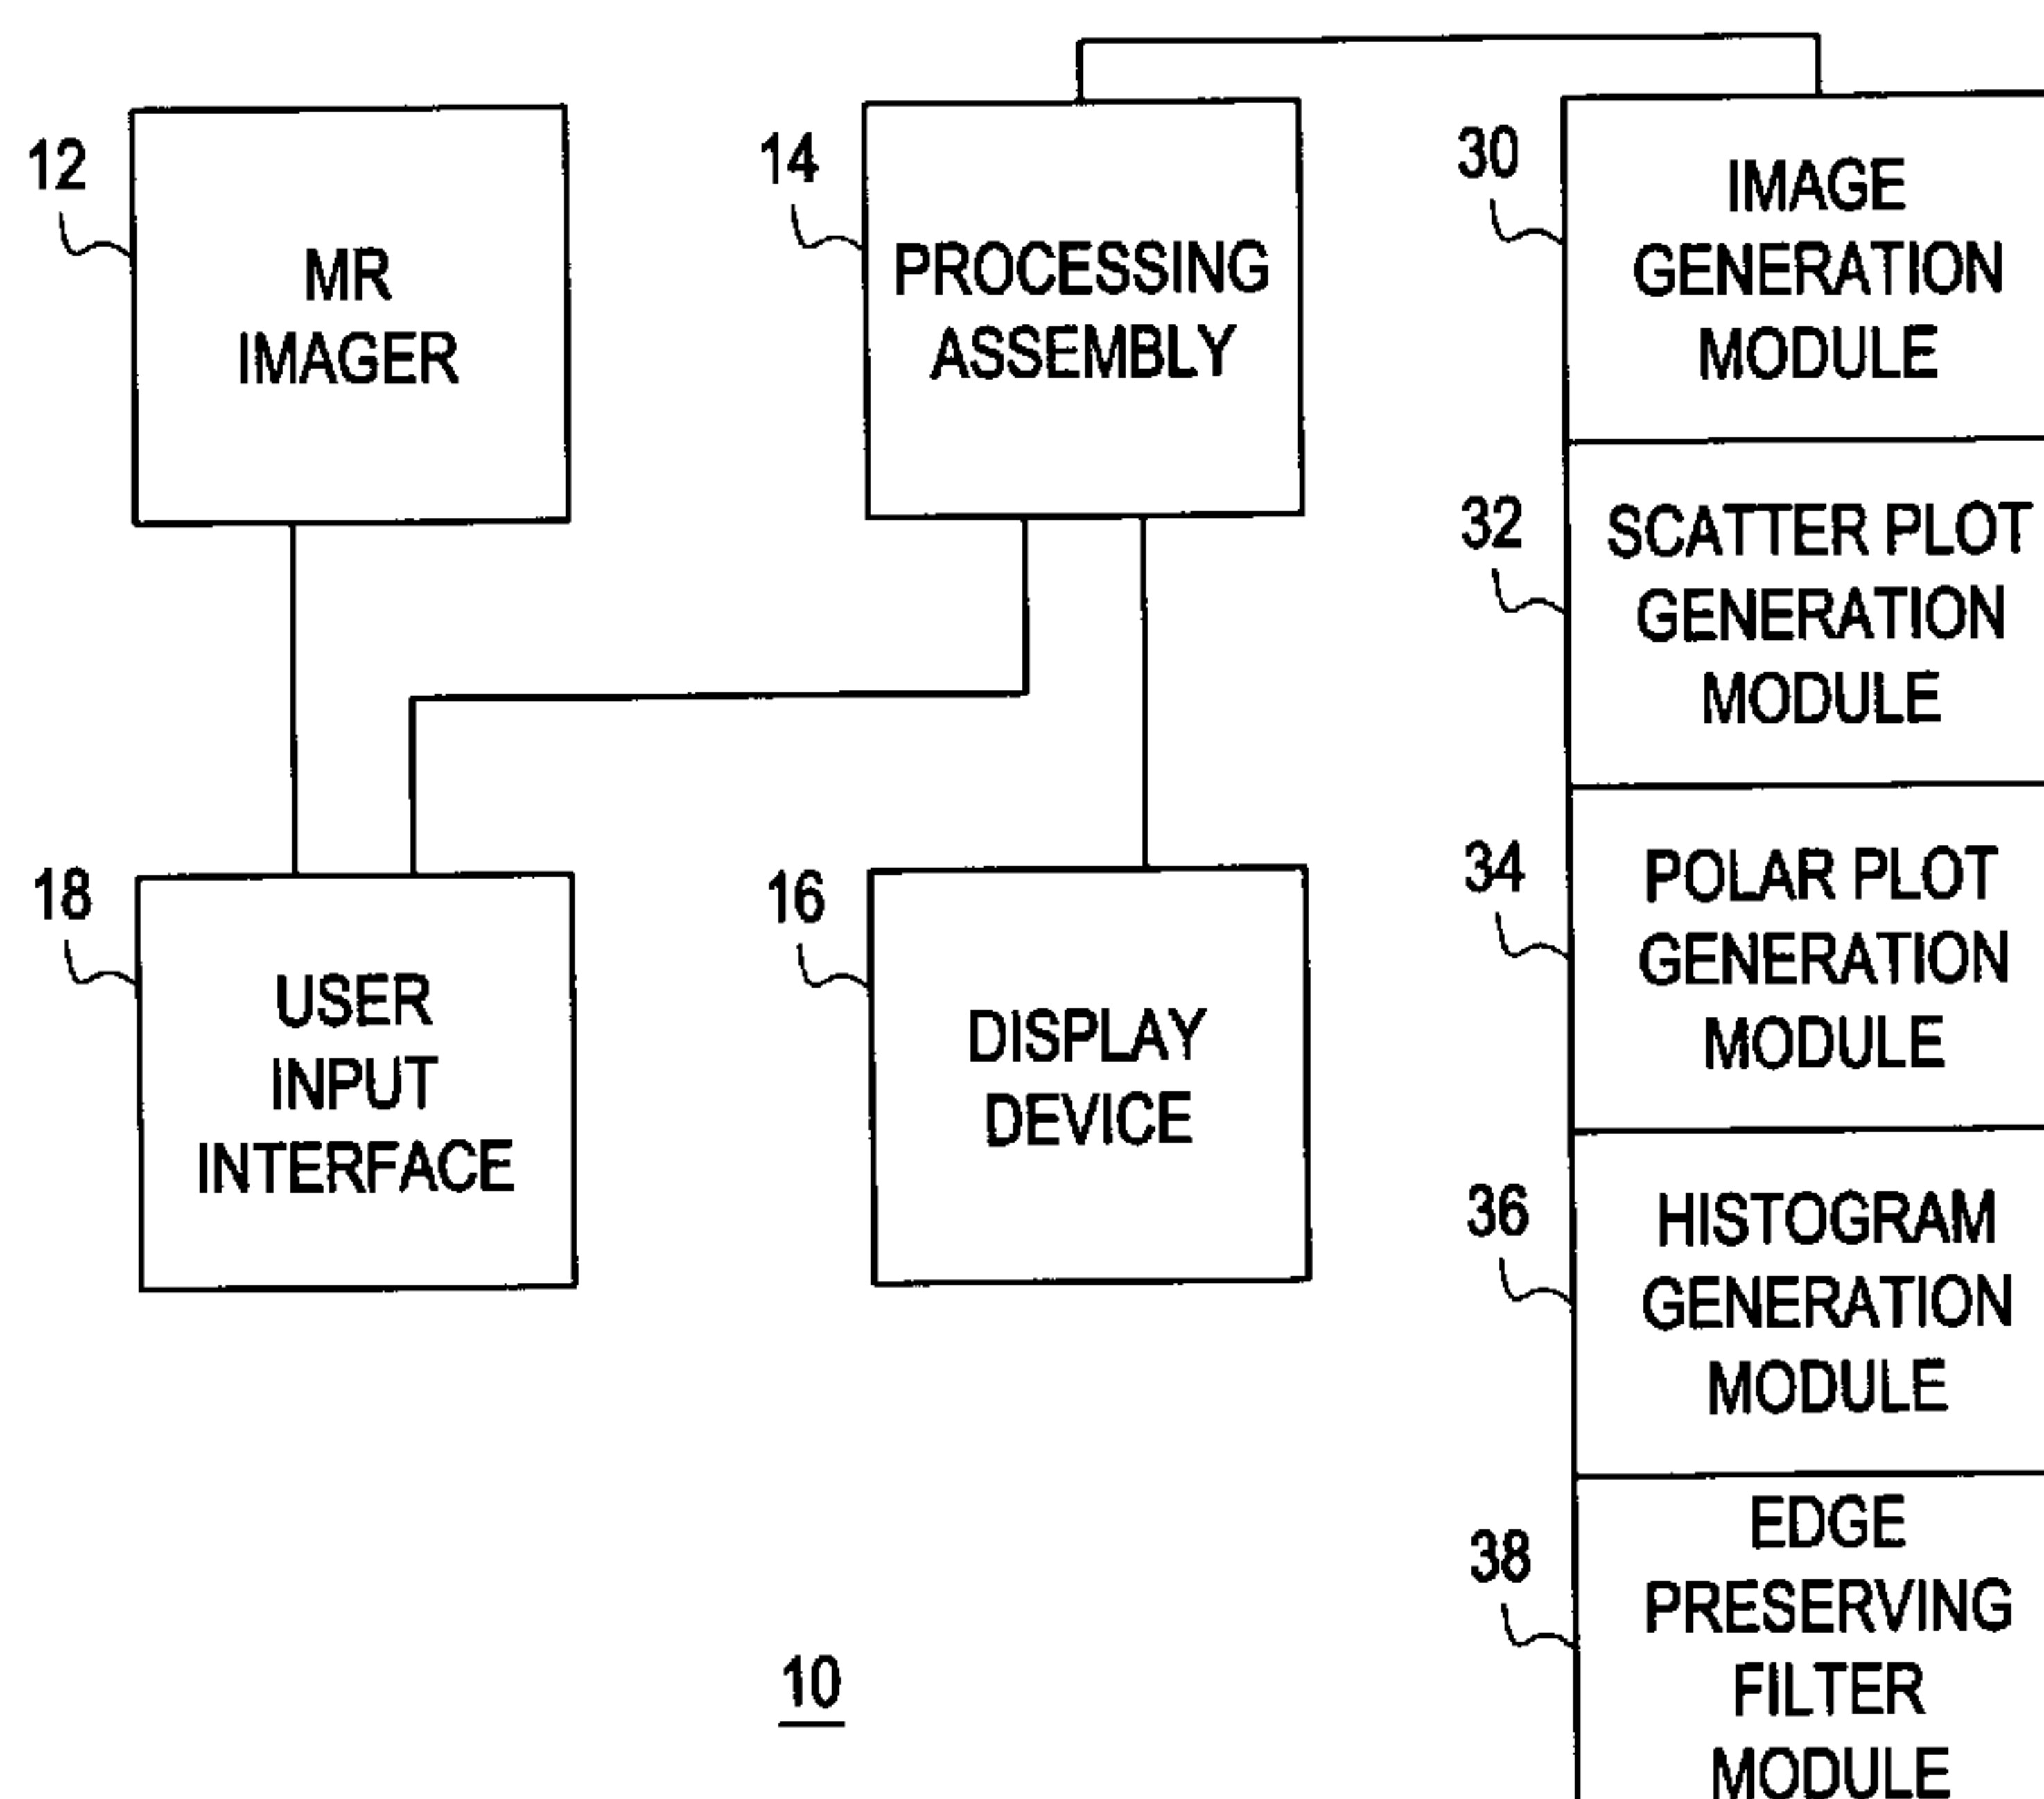 12
MR
IMAGER
14
PROCESSING
ASSEMBLY
30
IMAGE
GENERATION
MODULE
32
SCATTER PLOT
GENERATION
MODULE
18
USER
INPUT
INTERFACE
16
DISPLAY
DEVICE
34
POLAR PLOT
GENERATION
MODULE
36
HISTOGRAM
GENERATION
MODULE
38
EDGE
PRESERVING
FILTER
MODULE
10